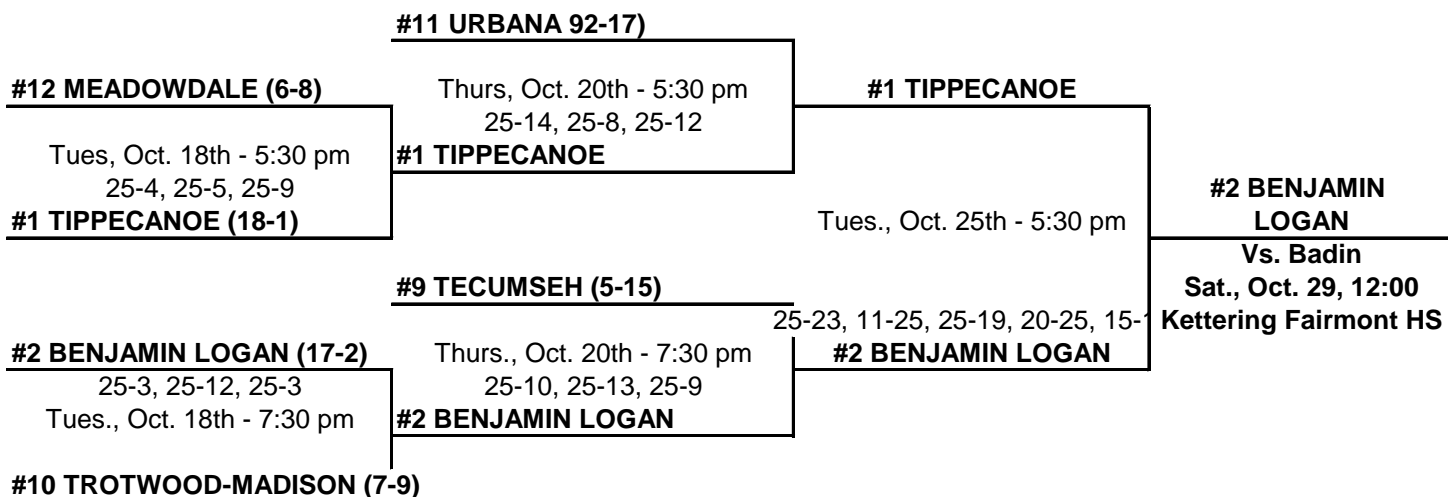 #11 URBANA 92-17)
#12 MEADOWDALE (6-8)
Thurs, Oct. 20th - 5:30 pm
25-14, 25-8, 25-12
#1 TIPPECANOE
Tues, Oct. 18th - 5:30 pm
25-4, 25-5, 25-9
#1 TIPPECANOE (18-1)
#1 TIPPECANOE
Tues., Oct. 25th - 5:30 pm
#2 BENJAMIN
LOGAN
Vs. Badin
Sat., Oct. 29, 12:00
Kettering Fairmont HS
#9 TECUMSEH (5-15)
25-23, 11-25, 25-19, 20-25,
#2 BENJAMIN LOGAN (17-2)
Thurs., Oct. 20th - 7:30 pm
25-10, 25-13, 25-9
#2 BENJAMIN LOGAN
25-3, 25-12, 25-3
Tues., Oct. 18th - 7:30 pm
#2 BENJAMIN LOGAN
#10 TROTWOOD-MADISON (7-9)